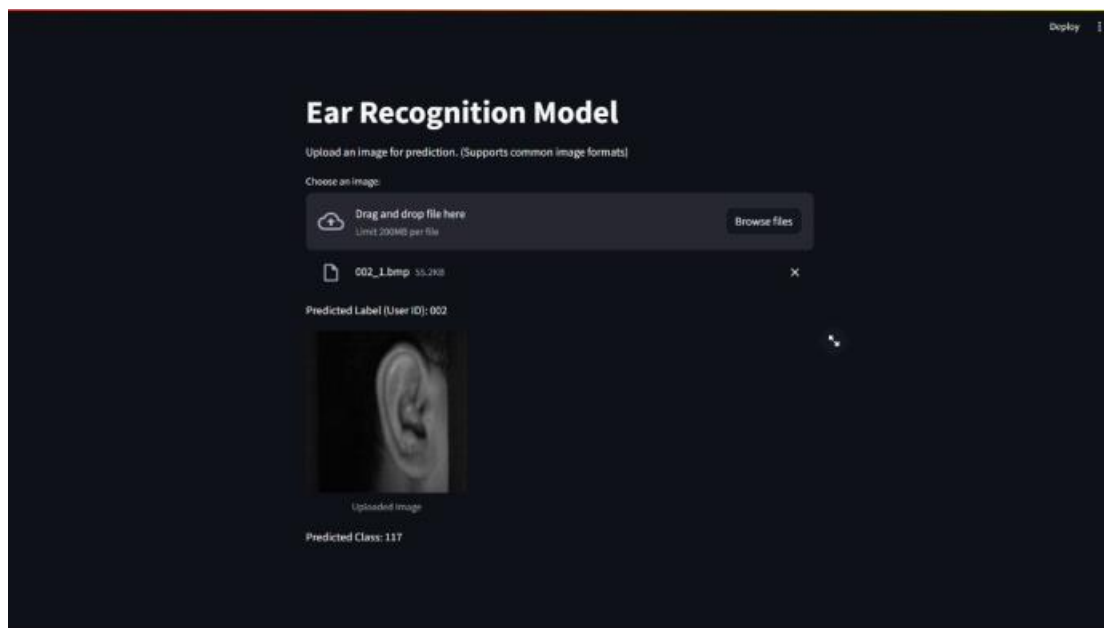 Deploy
Ear Recognition Model
Upload an image for prediction. (Supports common image formats)
Choose an image:
Drag and drop file here
Limit 200MB per file
Browse files
002_1.bmp 55.2KB
Predicted Label (User ID): 002
Uploaded Image
Predicted Class: 117